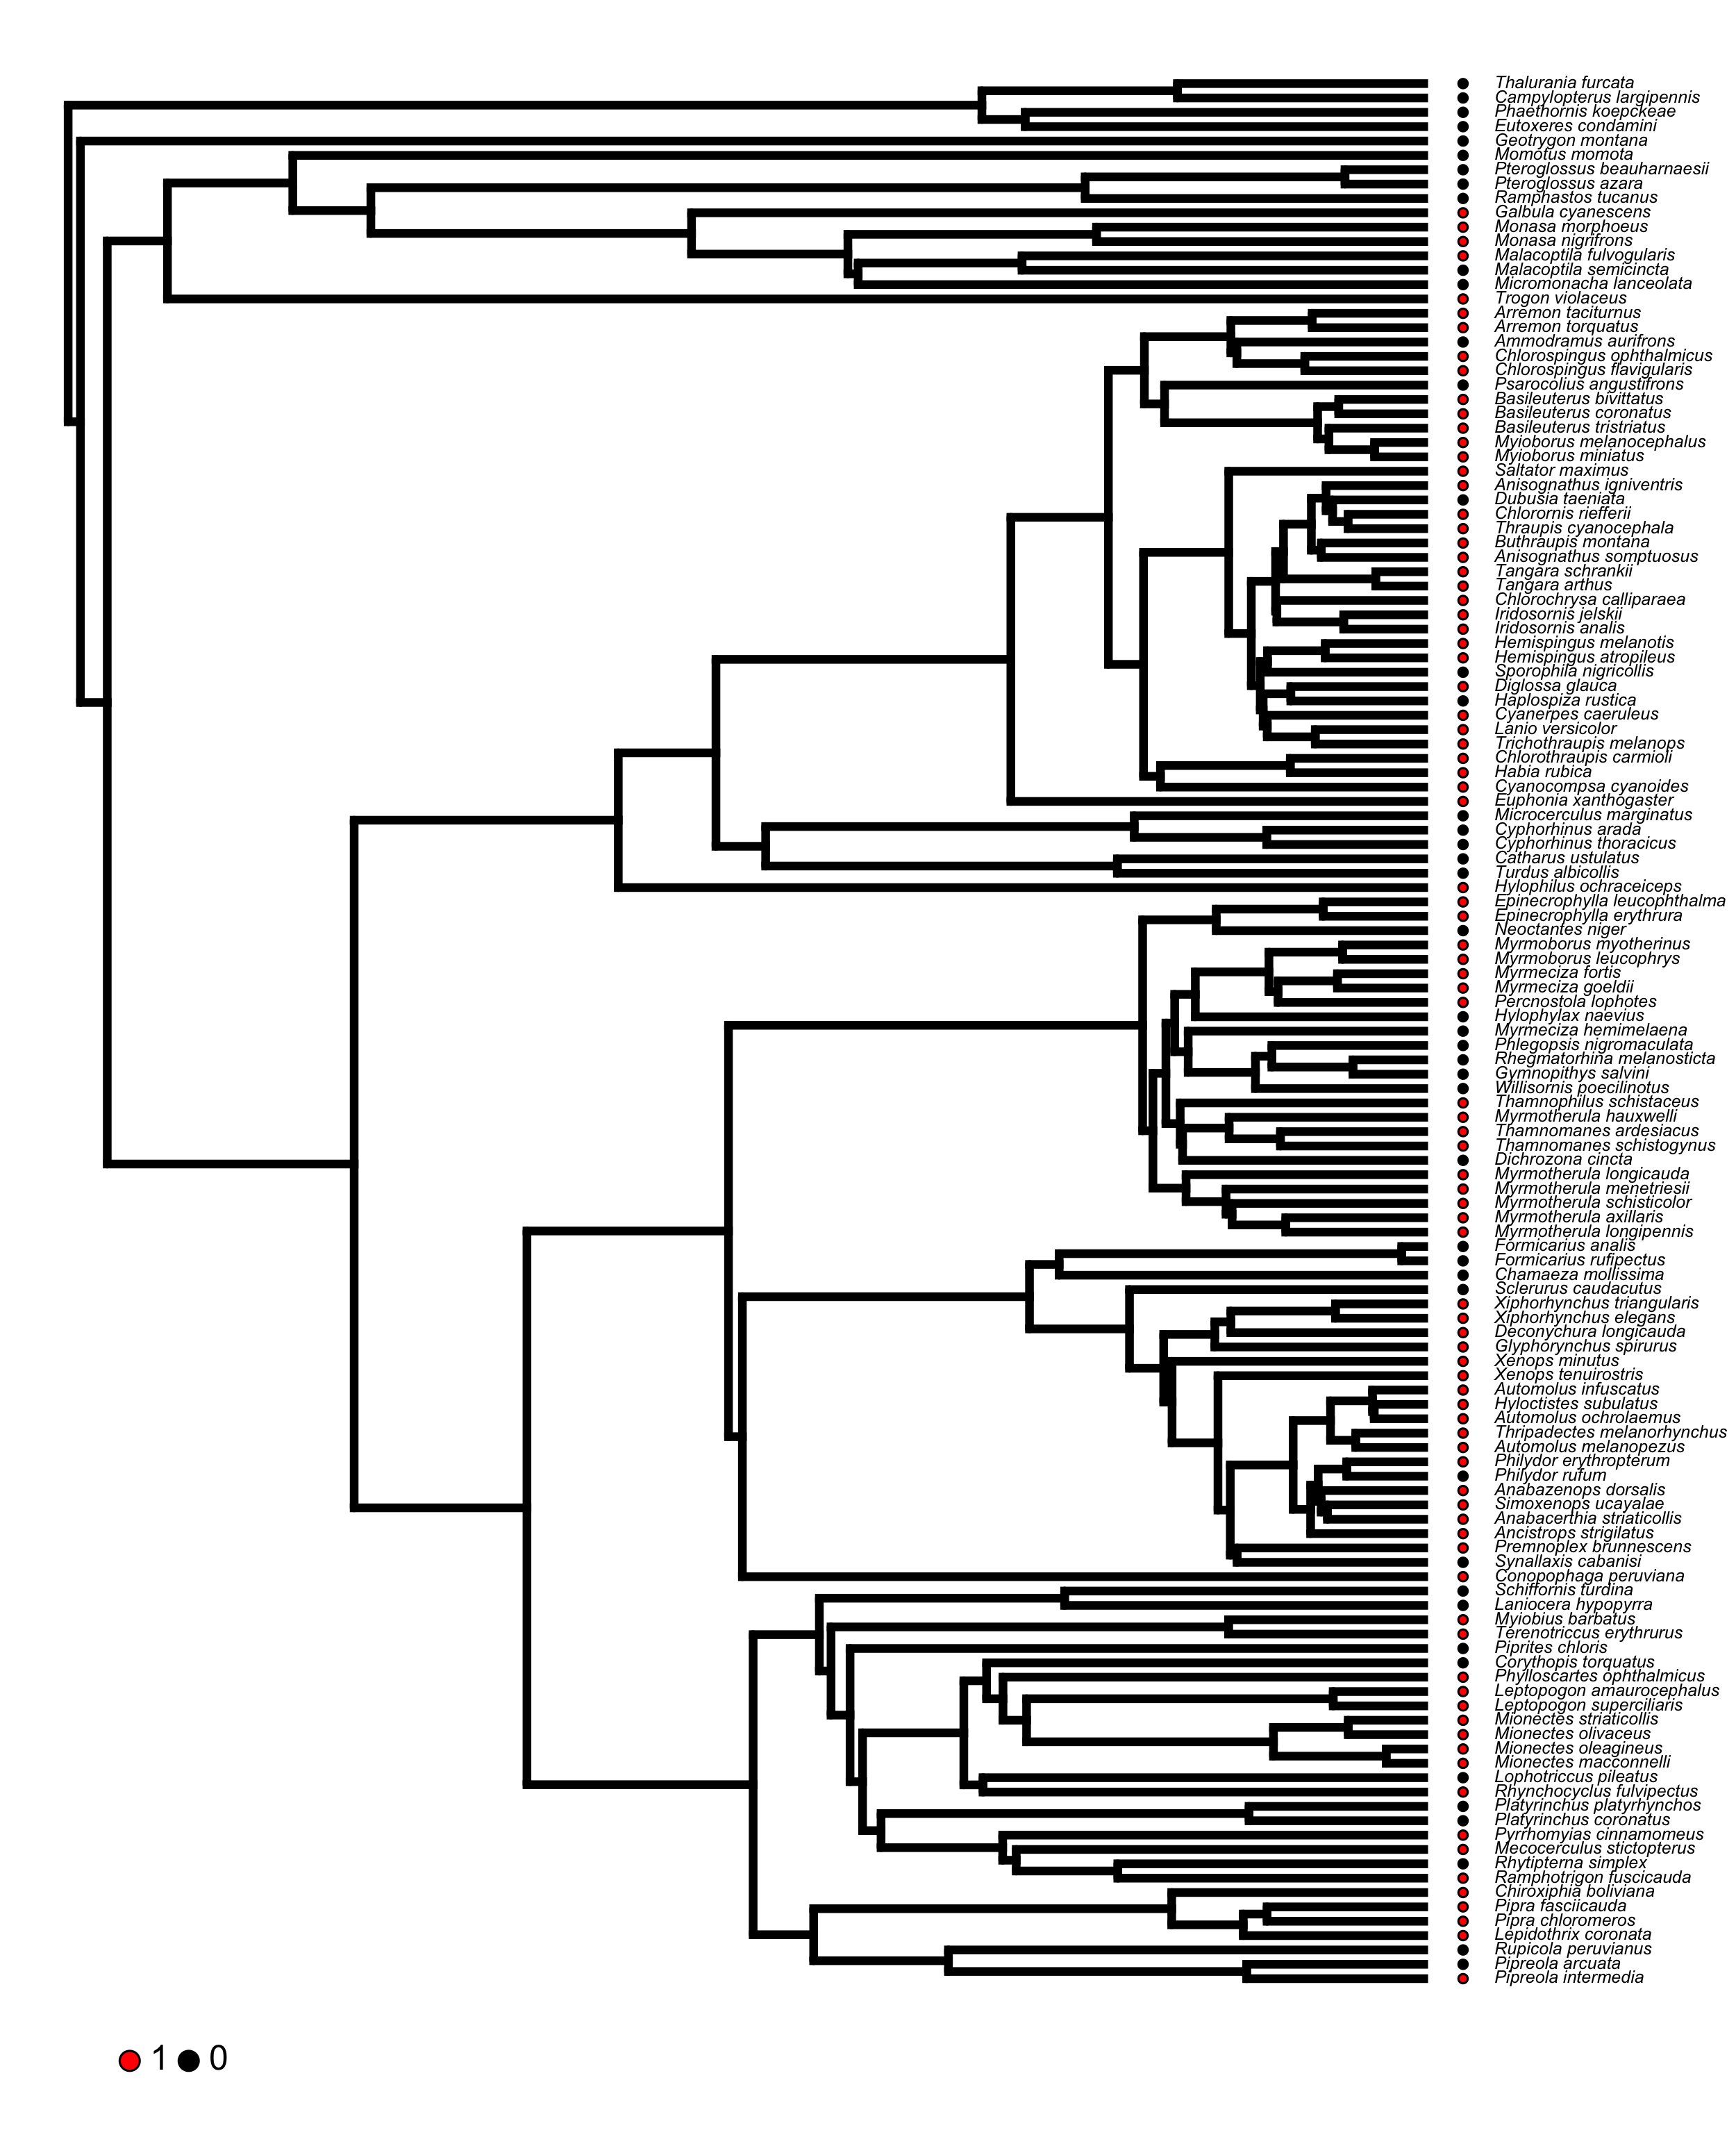 Thalurania furcata
Campylopterus largipennis
Phaethornis koepckeae
Eutoxeres condamini
Geotrygon montana
Momotus momota
Pteroglossus beauharnaesii
Pteroglossus azara
Ramphastos tucanus
Galbula cyanescens
Monasa morphoeus
Monasa nigrifrons
Malacoptila fulvogularis
Malacoptila semicincta
Micromonacha lanceolata
Trogon violaceus
Arremon taciturnus
Arremon torquatus
Ammodramus aurifrons
Chlorospingus ophthalmicus
Chlorospingus flavigularis
Psarocolius angustifrons
Basileuterus bivittatus
Basileuterus coronatus
Basileuterus tristriatus
Myioborus melanocephalus
Myioborus miniatus
Saltator maximus
Anisognathus igniventris
Dubusia taeniata
Chlorornis riefferii
Thraupis cyanocephala
Buthraupis montana
Anisognathus somptuosus
Tangara schrankii
Tangara arthus
Chlorochrysa calliparaea
Iridosornis jelskii
Iridosornis analis
Hemispingus melanotis
Hemispingus atropileus
Sporophila nigricollis
Diglossa glauca
Haplospiza rustica
Cyanerpes caeruleus
Lanio versicolor
Trichothraupis melanops
Chlorothraupis carmioli
Habia rubica
Cyanocompsa cyanoides
Euphonia xanthogaster
Microcerculus marginatus
Cyphorhinus arada
Cyphorhinus thoracicus
Catharus ustulatus
Turdus albicollis
Hylophilus ochraceiceps
Epinecrophylla leucophthalma
Epinecrophylla erythrura
Neoctantes niger
Myrmoborus myotherinus
Myrmoborus leucophrys
Myrmeciza fortis
Myrmeciza goeldii
Percnostola lophotes
Hylophylax naevius
Myrmeciza hemimelaena
Phlegopsis nigromaculata
Rhegmatorhina melanosticta
Gymnopithys salvini
Willisornis poecilinotus
Thamnophilus schistaceus
Myrmotherula hauxwelli
Thamnomanes ardesiacus
Thamnomanes schistogynus
Dichrozona cincta
Myrmotherula longicauda
Myrmotherula menetriesii
Myrmotherula schisticolor
Myrmotherula axillaris
Myrmotherula longipennis
Formicarius analis
Formicarius rufipectus
Chamaeza mollissima
Sclerurus caudacutus
Xiphorhynchus triangularis
Xiphorhynchus elegans
Deconychura longicauda
Glyphorynchus spirurus
Xenops minutus
Xenops tenuirostris
Automolus infuscatus
Hyloctistes subulatus
Automolus ochrolaemus
Thripadectes melanorhynchus
Automolus melanopezus
Philydor erythropterum
Philydor rufum
Anabazenops dorsalis
Simoxenops ucayalae
Anabacerthia striaticollis
Ancistrops strigilatus
Premnoplex brunnescens
Synallaxis cabanisi
Conopophaga peruviana
Schiffornis turdina
Laniocera hypopyrra
Myiobius barbatus
Terenotriccus erythrurus
Piprites chloris
Corythopis torquatus
Phylloscartes ophthalmicus
Leptopogon amaurocephalus
Leptopogon superciliaris
Mionectes striaticollis
Mionectes olivaceus
Mionectes oleagineus
Mionectes macconnelli
Lophotriccus pileatus
Rhynchocyclus fulvipectus
Platyrinchus platyrhynchos
Platyrinchus coronatus
Pyrrhomyias cinnamomeus
Mecocerculus stictopterus
Rhytipterna simplex
Ramphotrigon fuscicauda
Chiroxiphia boliviana
Pipra fasciicauda
Pipra chloromeros
Lepidothrix coronata
Rupicola peruvianus
Pipreola arcuata
Pipreola intermedia
1 0